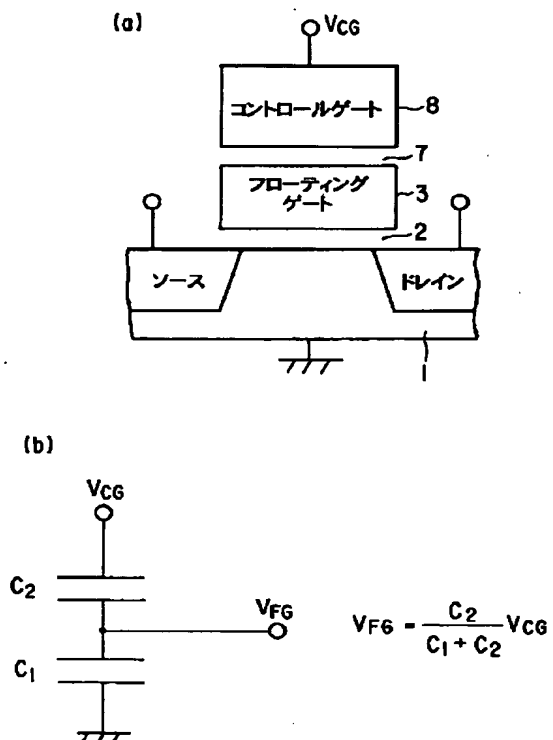 (a)
VCG
コントロールゲート
8
7
フローティング
ゲート
3
2
ソース
ドレイン
1
(b)
VCG
C2
VFG
C1
VFG = C2 / (C1 + C2) VCG